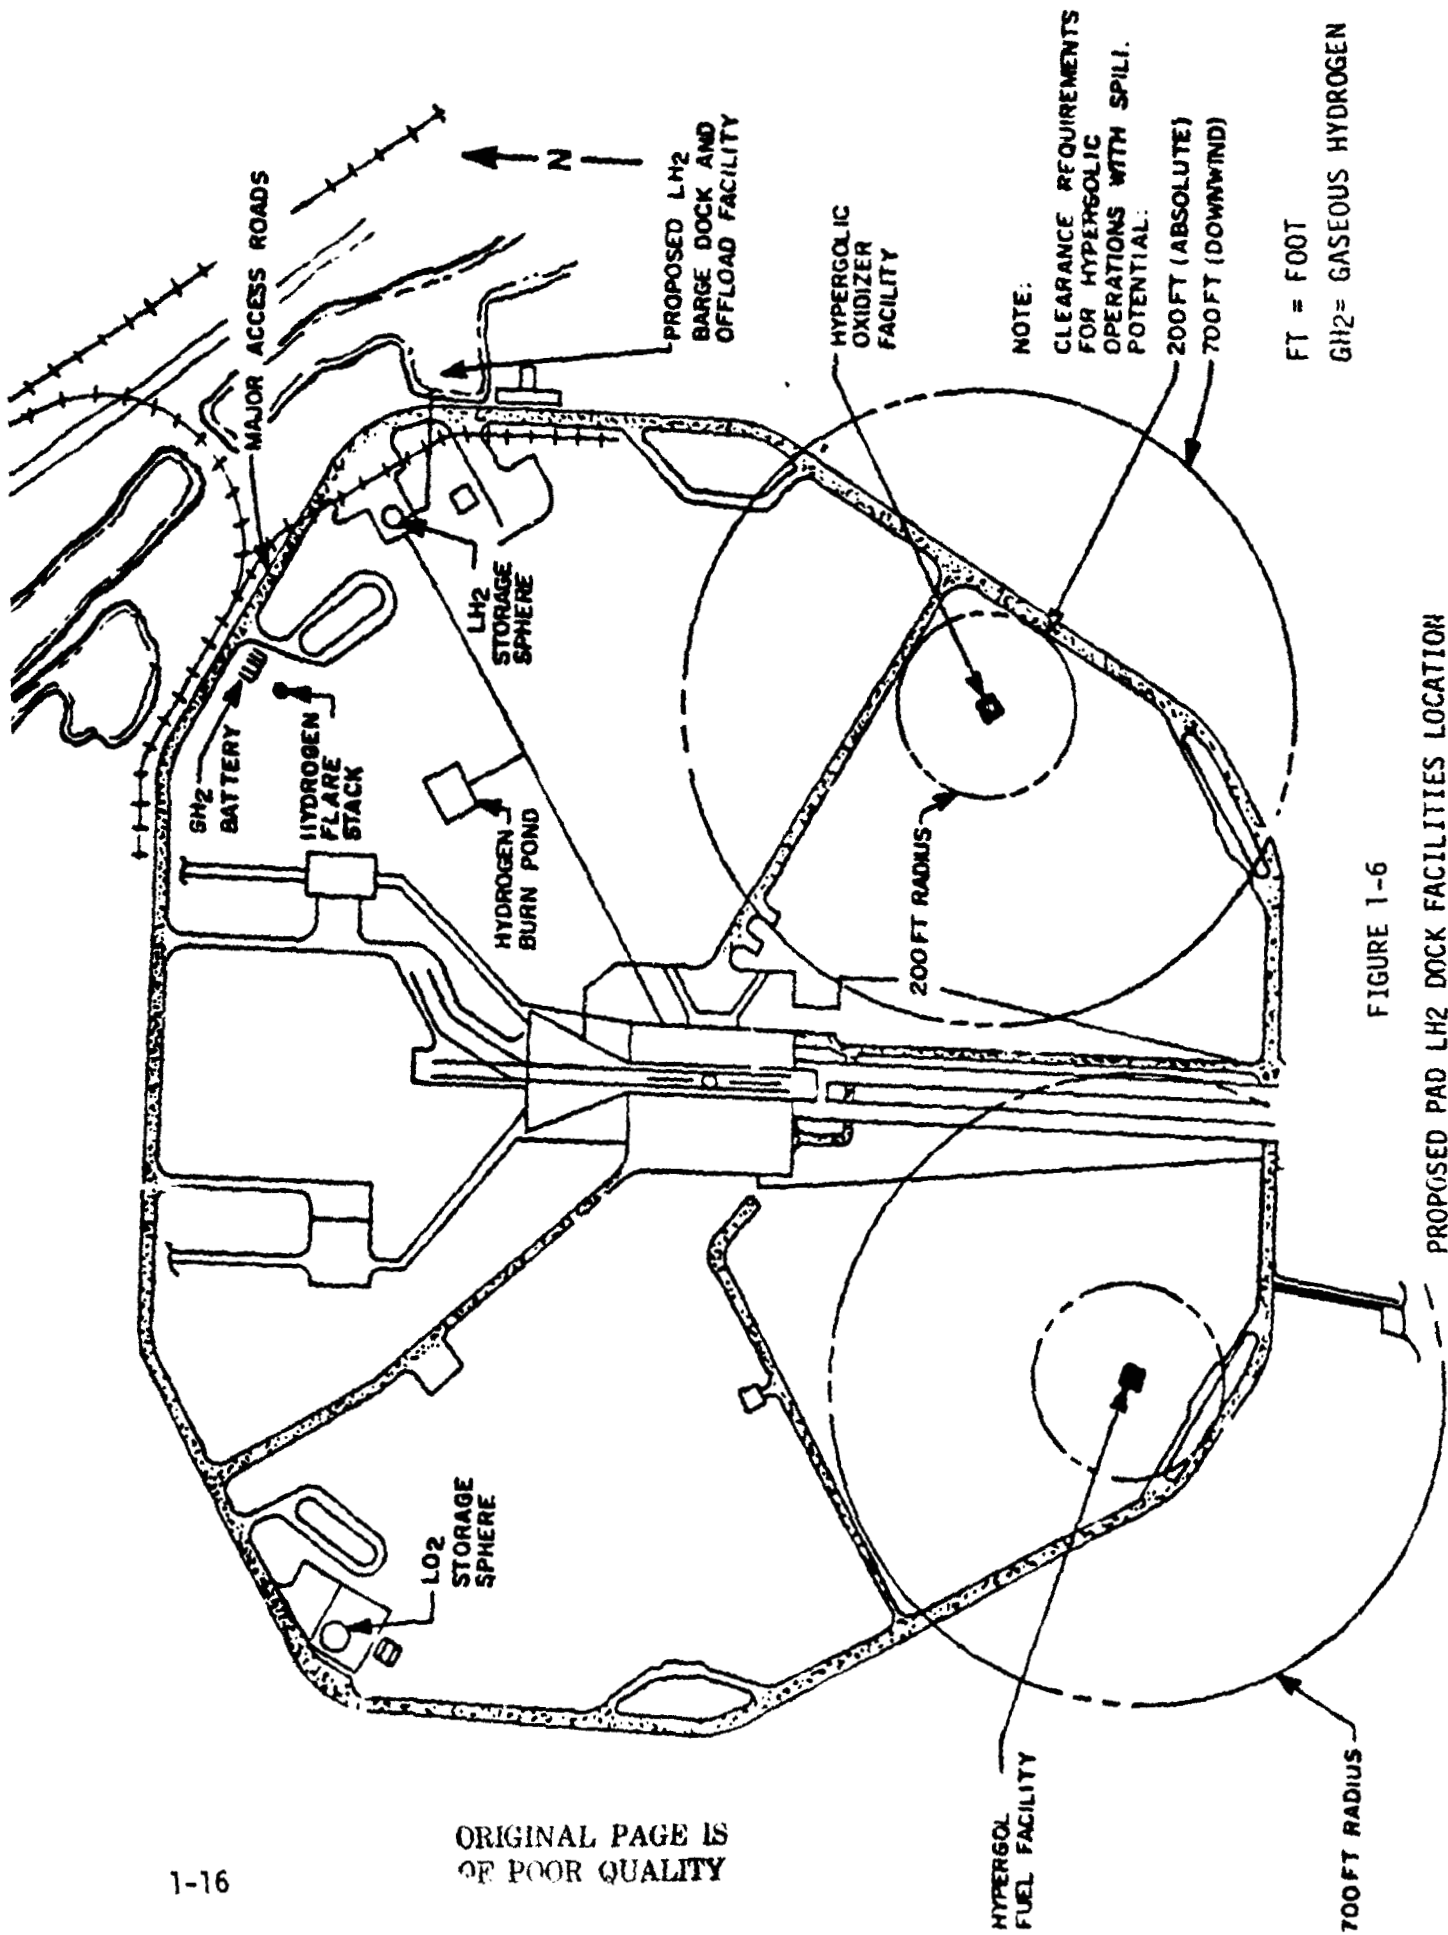 MAJOR ACCESS ROADS
N
PROPOSED LH2
BARGE DOCK AND
OFFLOAD FACILITY
GH2
BATTERY
HYDROGEN
FLARE
STACK
LH2
STORAGE
SPHERE
HYDROGEN
BURN POND
HYPERGOLIC
OXIDIZER
FACILITY
200 FT RADIUS
LO2
STORAGE
SPHERE
HYPERGOL
FUEL FACILITY
700 FT RADIUS
NOTE:
CLEARANCE REQUIREMENTS
FOR HYPERGOLIC
OPERATIONS WITH SPILL
POTENTIAL:
200 FT (ABSOLUTE)
700 FT (DOWNWIND)
FT = FOOT
GH2= GASEOUS HYDROGEN
FIGURE 1-6
PROPOSED PAD LH2 DOCK FACILITIES LOCATION
1-16
ORIGINAL PAGE IS
OF POOR QUALITY